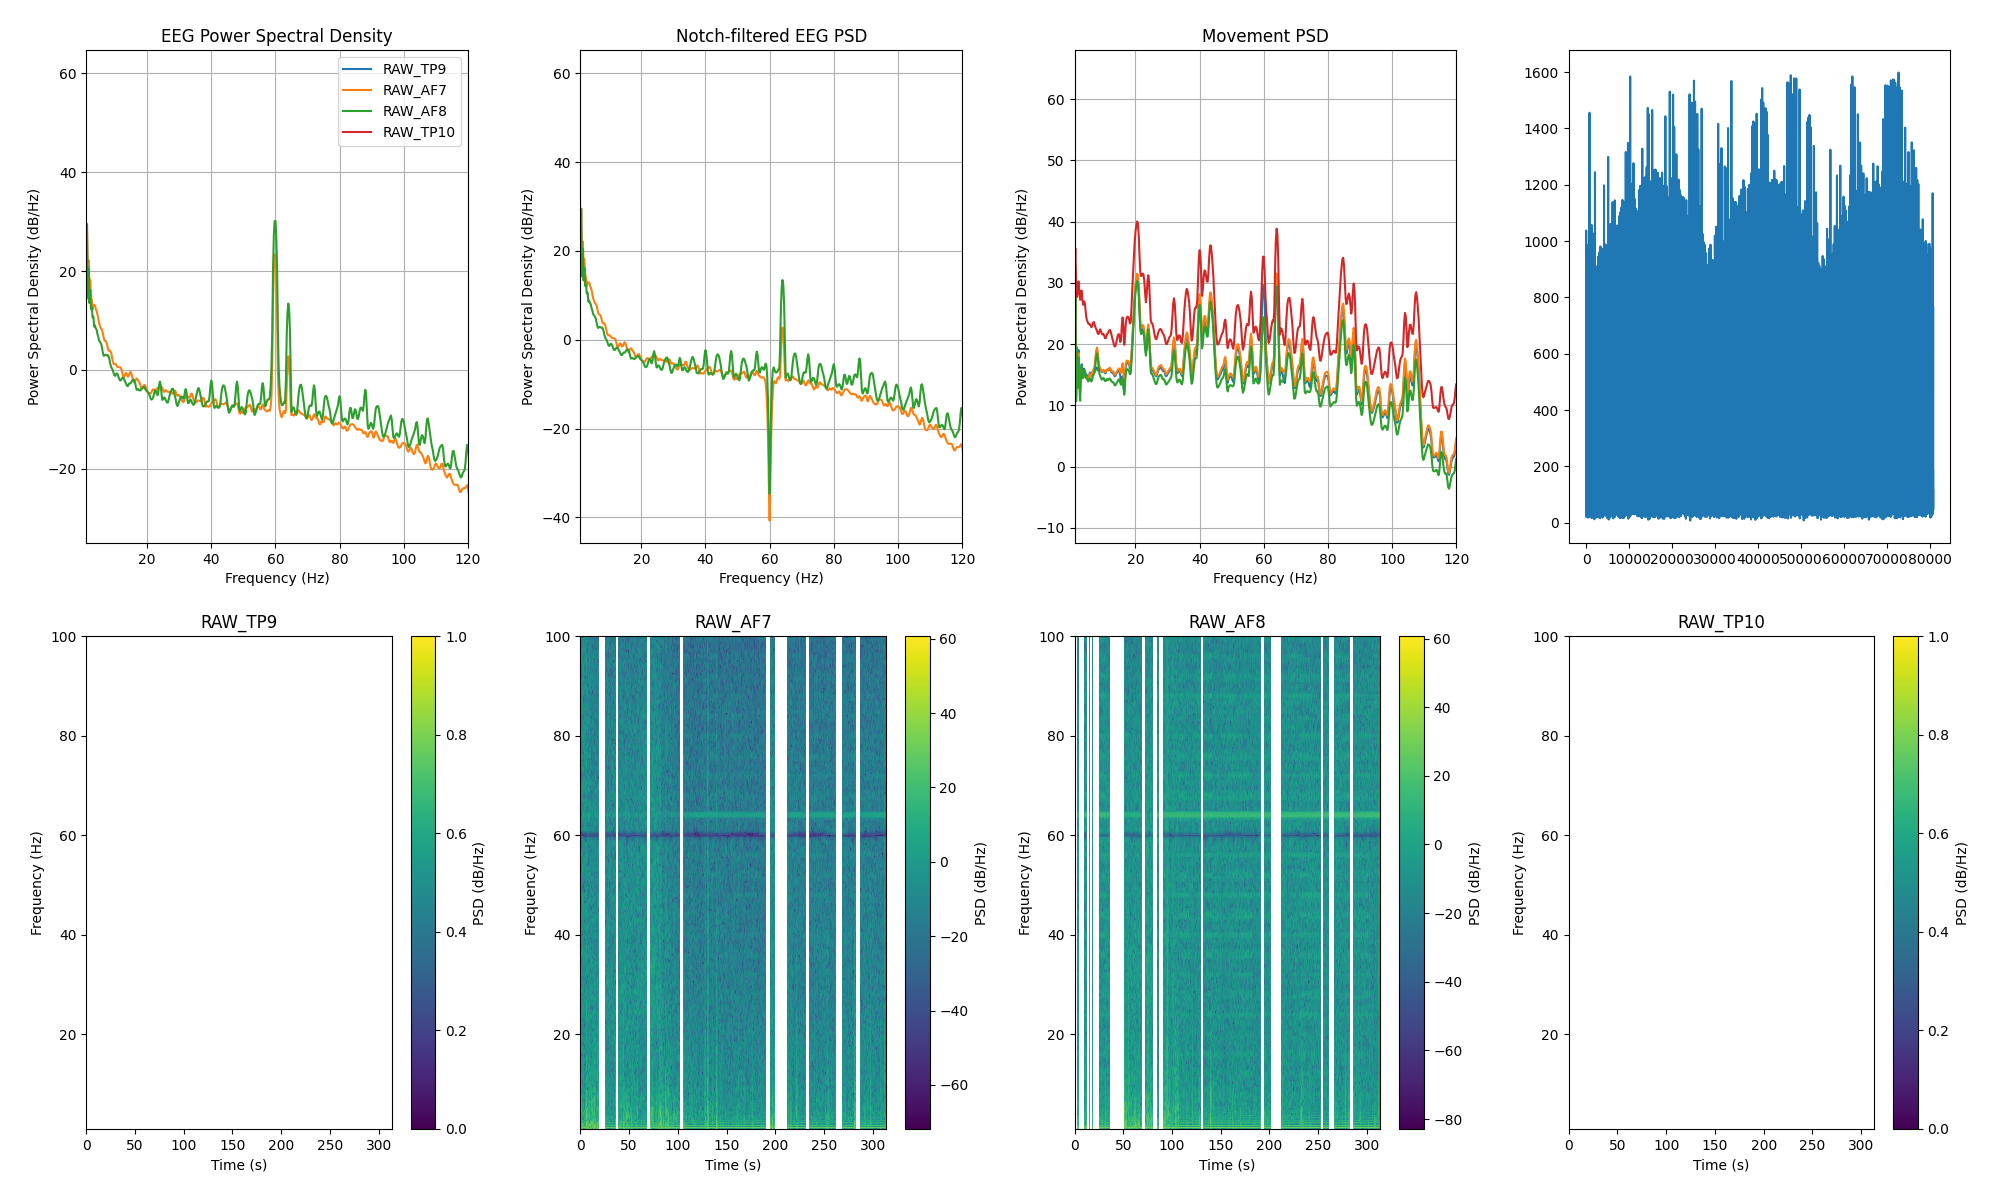 EEG Power Spectral Density
Power Spectral Density (dB/Hz)
60
40
20
0
−20
RAW_TP9
RAW_AF7
RAW_AF8
RAW_TP10
20 40 60 80 100 120
Frequency (Hz)
Notch-filtered EEG PSD
Power Spectral Density (dB/Hz)
60
40
20
0
−20
−40
20 40 60 80 100 120
Frequency (Hz)
Movement PSD
Power Spectral Density (dB/Hz)
60
50
40
30
20
10
0
−10
20 40 60 80 100 120
Frequency (Hz)
1600
1400
1200
1000
800
600
400
200
0
0 10000 20000 30000 40000 50000 60000 70000 80000
RAW_TP9
Frequency (Hz)
100
80
60
40
20
0 50 100 150 200 250 300
Time (s)
1.0
0.8
0.6
0.4
0.2
0.0
PSD (dB/Hz)
RAW_AF7
Frequency (Hz)
100
80
60
40
20
0 50 100 150 200 250 300
Time (s)
60
40
20
0
−20
−40
−60
PSD (dB/Hz)
RAW_AF8
Frequency (Hz)
100
80
60
40
20
0 50 100 150 200 250 300
Time (s)
60
40
20
0
−20
−40
−60
−80
PSD (dB/Hz)
RAW_TP10
Frequency (Hz)
100
80
60
40
20
0 50 100 150 200 250 300
Time (s)
1.0
0.8
0.6
0.4
0.2
0.0
PSD (dB/Hz)